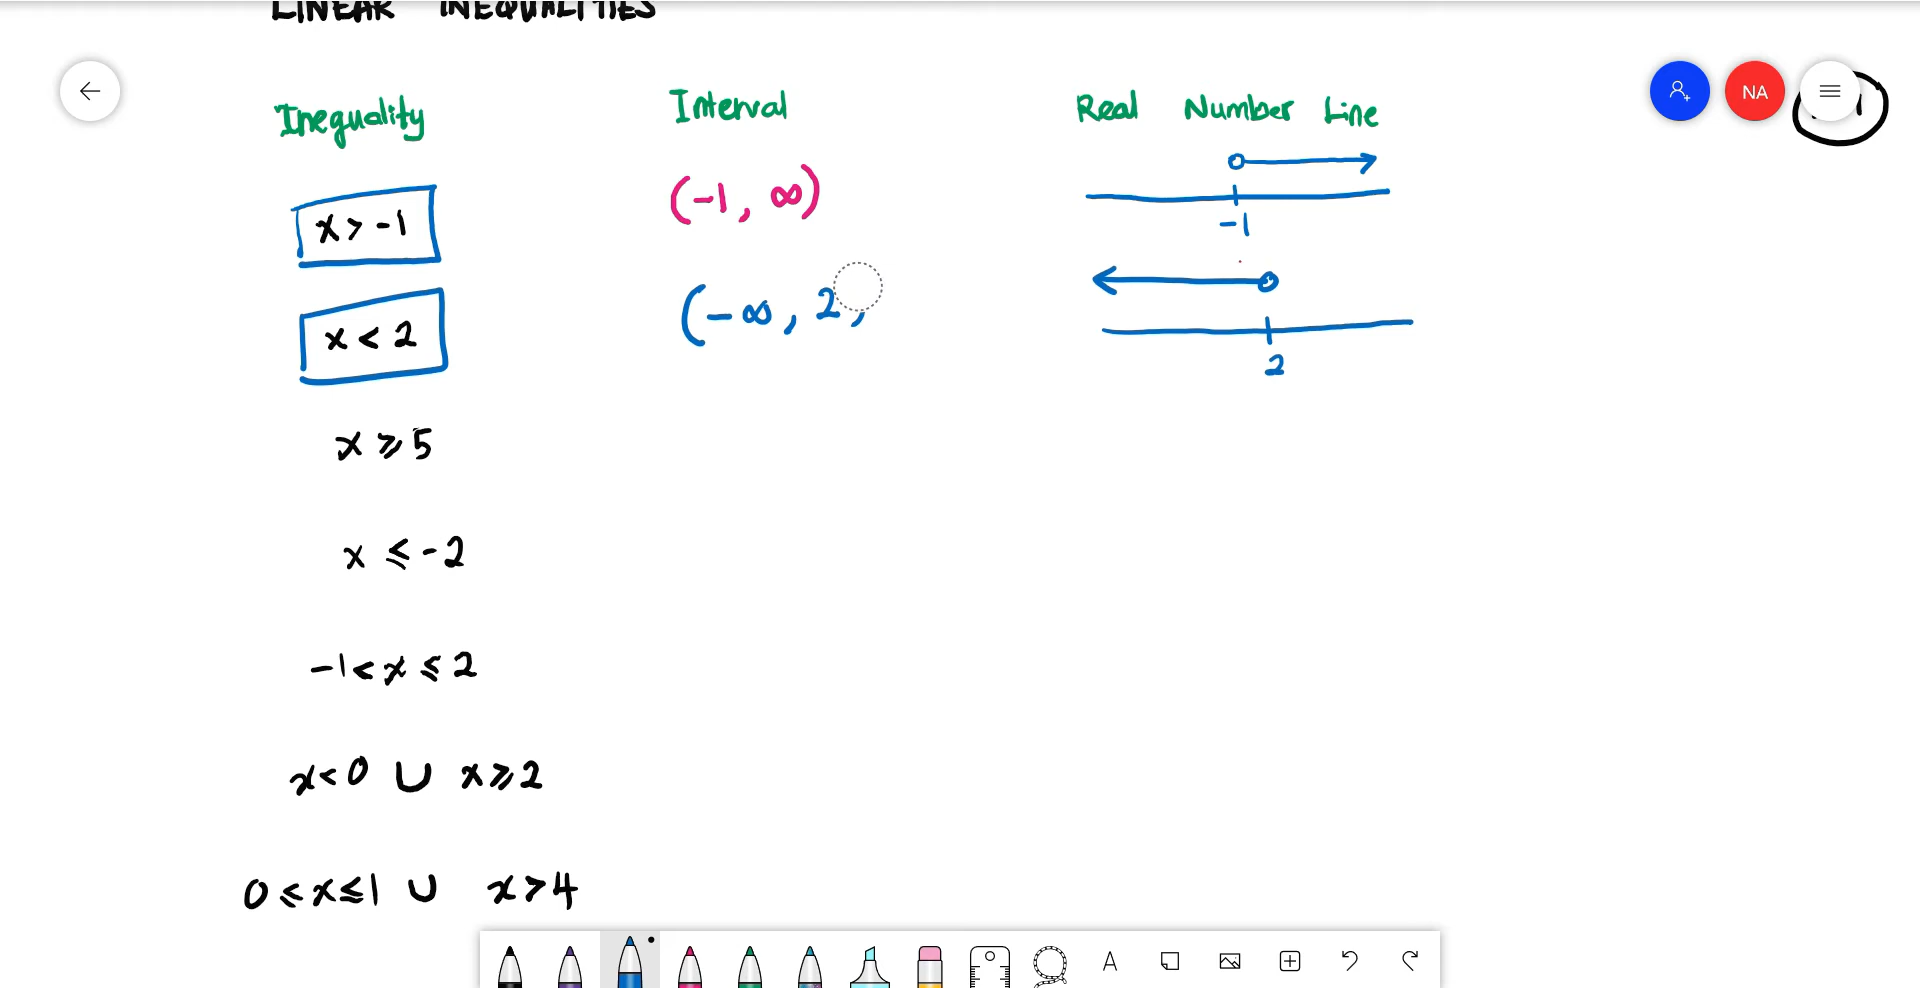 LINEAR INEQUALITIES
Inequality Interval Real Number Line
NA
x > -1 (-1, ∞) -1
x < 2 (-∞, 2, 2
x ⩾ 5
x ⩽ -2
-1 < x ⩽ 2
x < 0 ∪ x ⩾ 2
0 ⩽ x ⩽ 1 ∪ x > 4
A